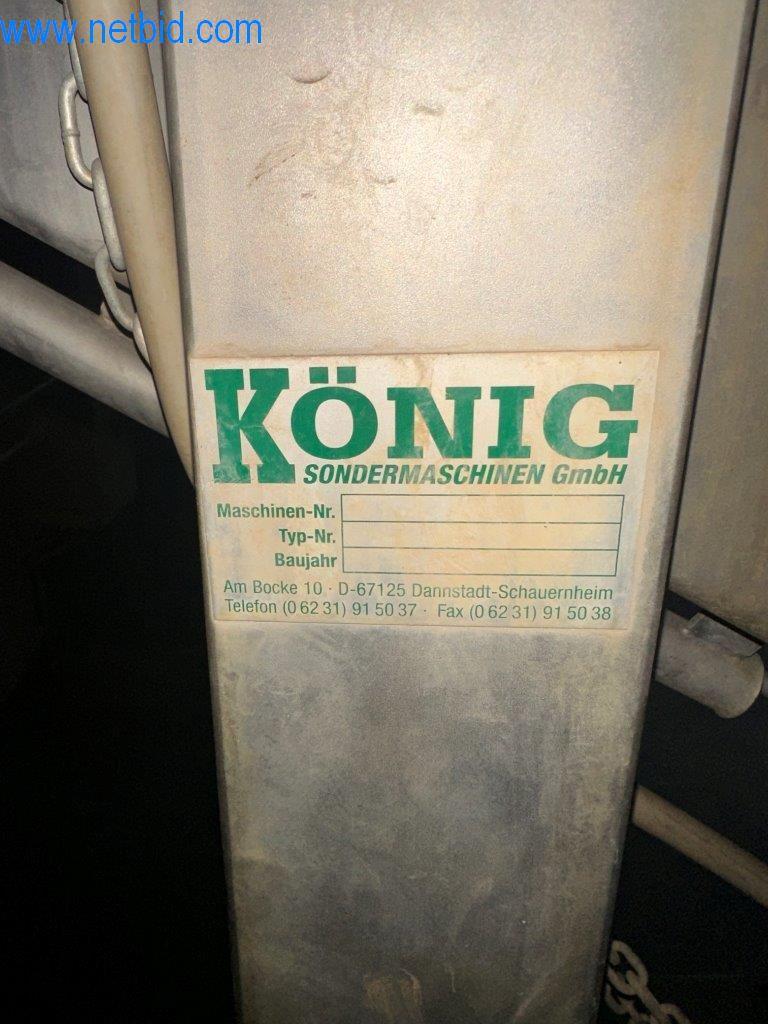 www.netbid.com
KÖNIG
SONDERMASCHINEN GmbH
Maschinen-Nr.
Typ-Nr.
Baujahr
Am Bocke 10 · D-67125 Dannstadt-Schauernheim
Telefon (0 62 31) 91 50 37 · Fax (0 62 31) 91 50 38